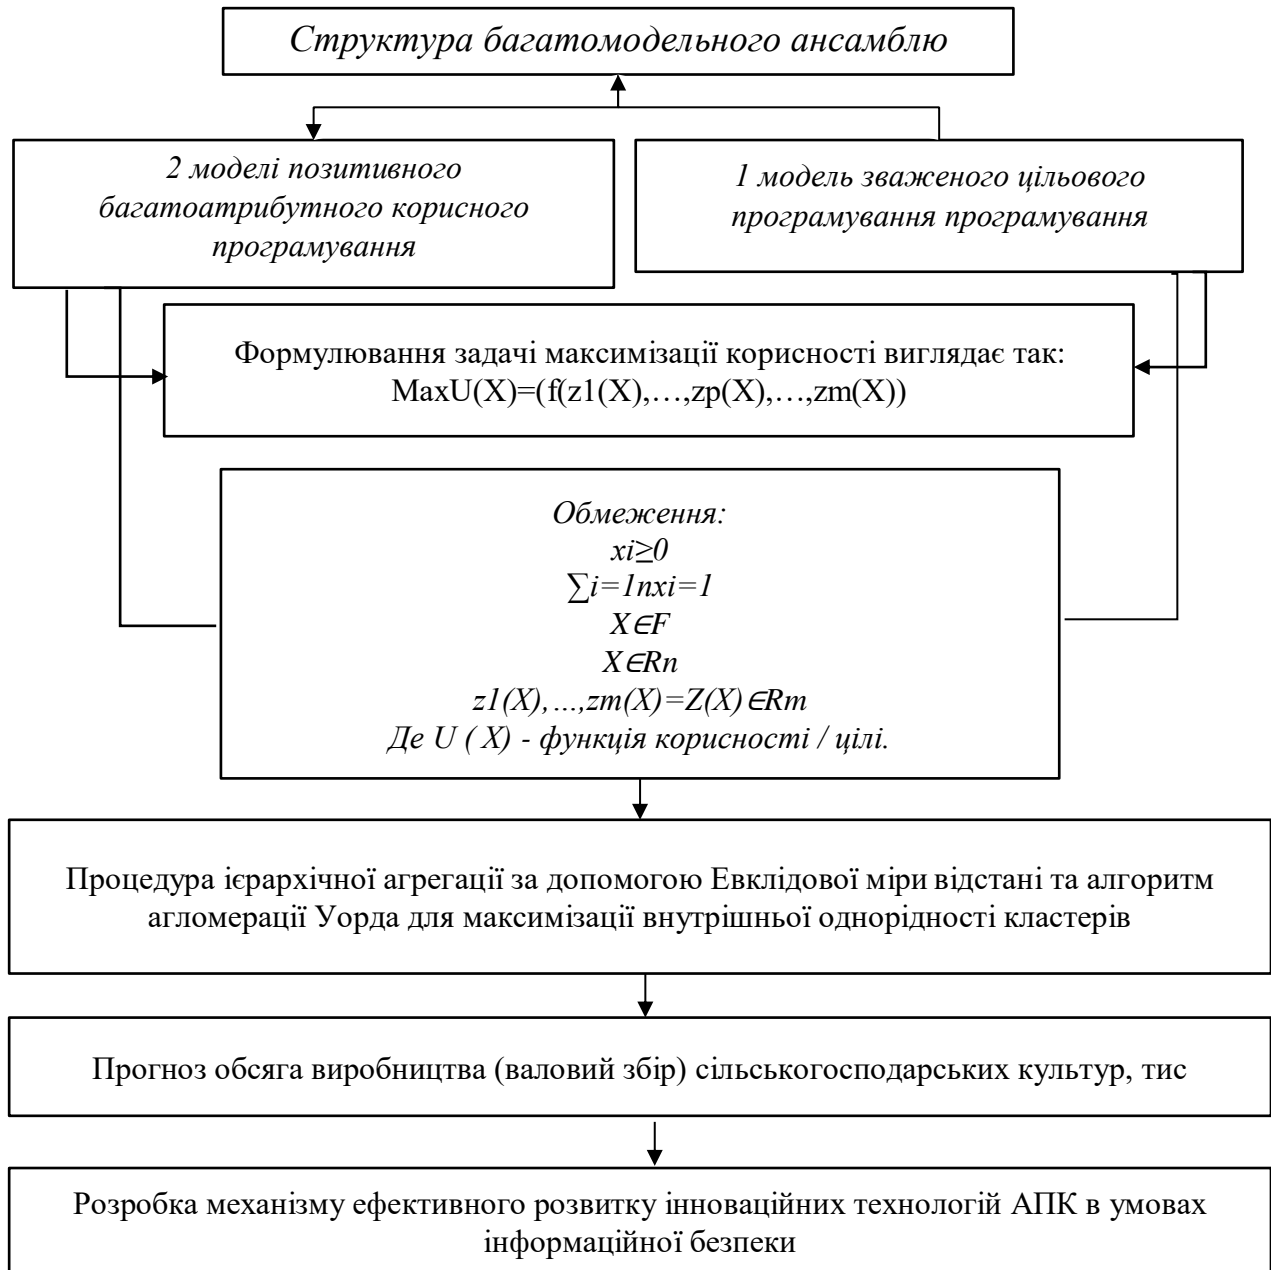 Структура багатомодельного ансамблю
2 моделі позитивного
багатоатрибутного корисного
програмування
1 модель зваженого цільового
програмування програмування
Формулювання задачі максимізації корисності виглядає так:
MaxU(X)=(f(z1(X),…,zp(X),…,zm(X))
Обмеження:
xi≥0
∑i=1nxi=1
X∈F
X∈Rn
z1(X),…,zm(X)=Z(X)∈Rm
Де U ( X) - функція корисності / цілі.
Процедура ієрархічної агрегації за допомогою Евклідової міри відстані та алгоритм
агломерації Уорда для максимізації внутрішньої однорідності кластерів
Прогноз обсяга виробництва (валовий збір) сільськогосподарських культур, тис
Розробка механізму ефективного розвитку інноваційних технологій АПК в умовах
інформаційної безпеки